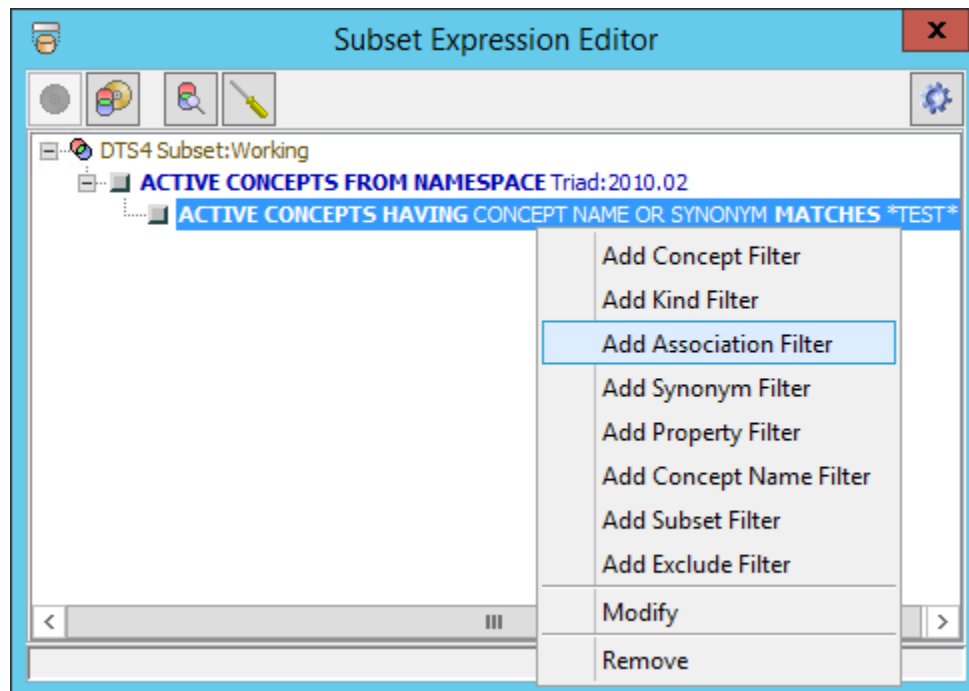 Subset Expression Editor
x
DTS4 Subset:Working
ACTIVE CONCEPTS FROM NAMESPACE Triad:2010.02
ACTIVE CONCEPTS HAVING CONCEPT NAME OR SYNONYM MATCHES *TEST*
Add Concept Filter
Add Kind Filter
Add Association Filter
Add Synonym Filter
Add Property Filter
Add Concept Name Filter
Add Subset Filter
Add Exclude Filter
Modify
Remove